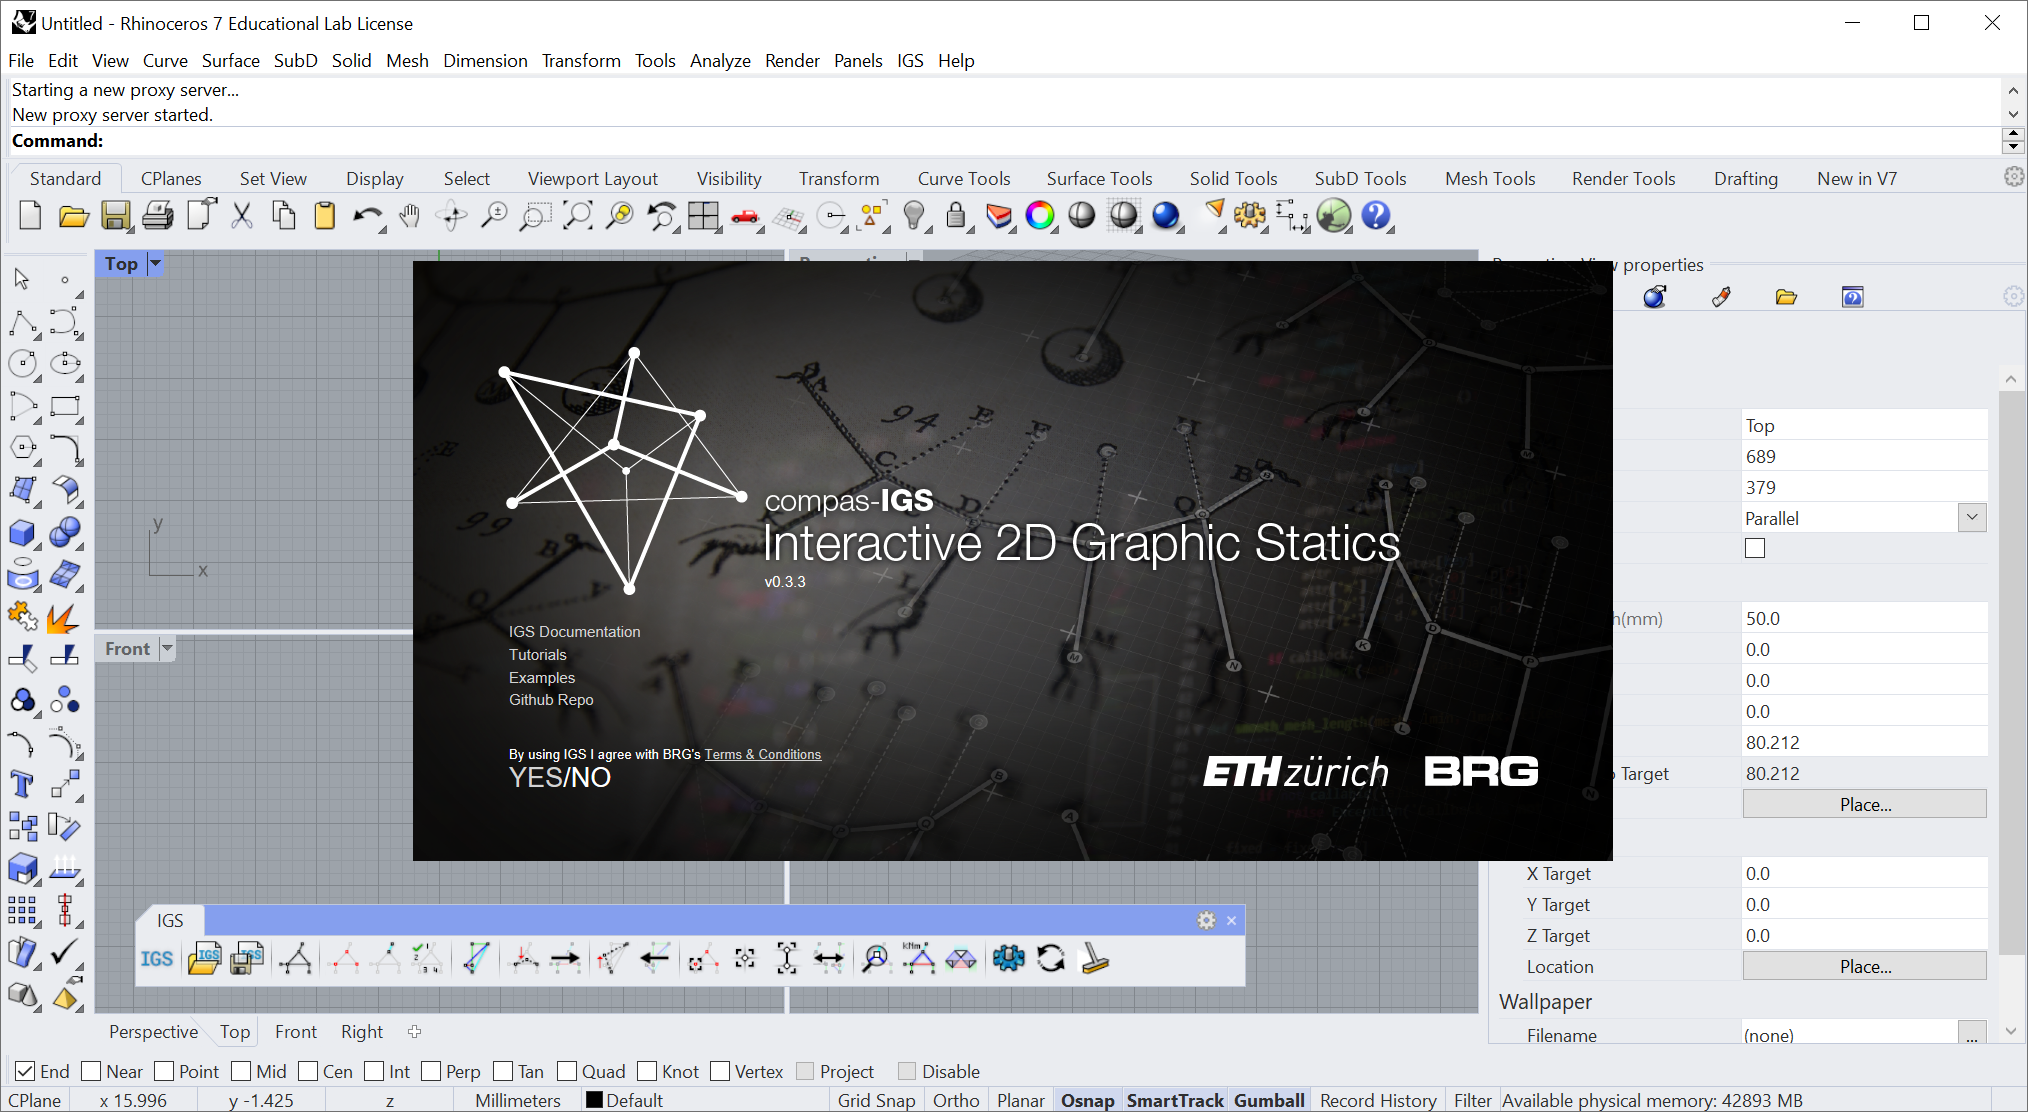 Untitled - Rhinoceros 7 Educational Lab License
File Edit View Curve Surface SubD Solid Mesh Dimension Transform Tools Analyze Render Panels IGS Help
Starting a new proxy server...
New proxy server started.
Command:
Standard CPlanes Set View Display Select Viewport Layout Visibility Transform Curve Tools Surface Tools Solid Tools SubD Tools Mesh Tools Render Tools Drafting New in V7
Top
properties
94
99
A
C
E
F
G
I
B
D
M
N
compas-IGS
Interactive 2D Graphic Statics
v0.3.3
IGS Documentation
Tutorials
Examples
Github Repo
By using IGS I agree with BRG's Terms & Conditions
YES/NO
ETH zürich BRG
y
x
Front
Top
689
379
Parallel
(mm) 50.0
0.0
0.0
0.0
80.212
Target 80.212
Place...
X Target 0.0
Y Target 0.0
Z Target 0.0
Location Place...
Wallpaper
Filename (none) ...
IGS
IGS
Perspective Top Front Right
End Near Point Mid Cen Int Perp Tan Quad Knot Vertex Project Disable
CPlane x 15.996 y -1.425 z Millimeters Default Grid Snap Ortho Planar Osnap SmartTrack Gumball Record History Filter Available physical memory: 42893 MB